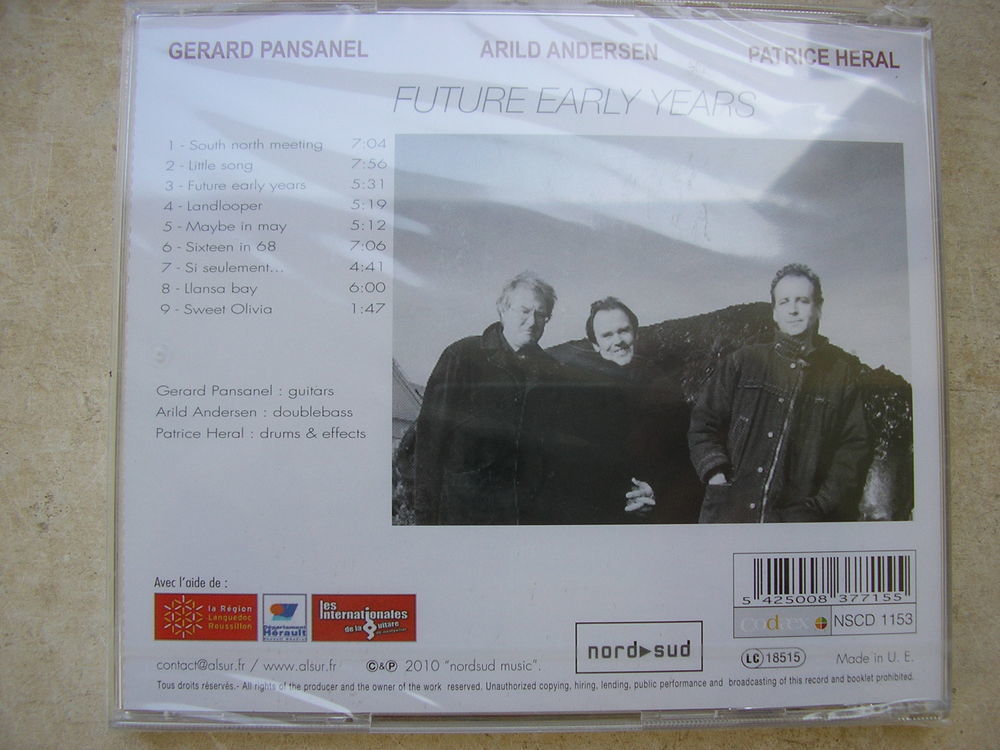 GERARD PANSANEL ARILD ANDERSEN PATRICE HERAL
FUTURE EARLY YEARS
1 - South north meeting 7:04
2 - Little song 7:56
3 - Future early years 5:31
4 - Landlooper 5:19
5 - Maybe in may 5:12
6 - Sixteen in 68 7:06
7 - Si seulement... 4:41
8 - Llansa bay 6:00
9 - Sweet Olivia 1:47
Gerard Pansanel : guitars
Arild Andersen : doublebass
Patrice Heral : drums & effects
Avec l'aide de :
la Région
Languedoc
Roussillon
Département
Hérault
les
Internationales
de la guitare
nord sud
5 425008 377155
codaex NSCD 1153
LC 18515
Made in U. E.
contact@alsur.fr / www.alsur.fr ©&℗ 2010 "nordsud music".
Tous droits réservés.- All rights of the producer and the owner of the work reserved. Unauthorized copying, hiring, lending, public performance and broadcasting of this record and booklet prohibited.